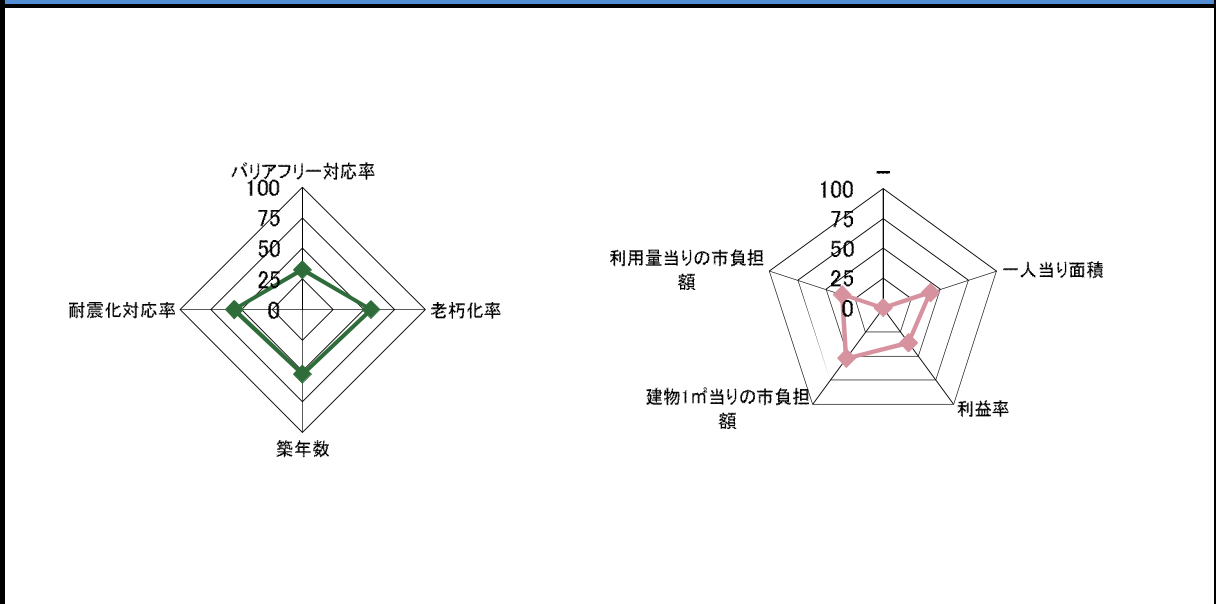 バリアフリー対応率
100
75
50
25
0
耐震化対応率
老朽化率
築年数
ー
100
75
50
25
0
利用量当りの市負担
額
一人当り面積
建物1㎡当りの市負担
額
利益率